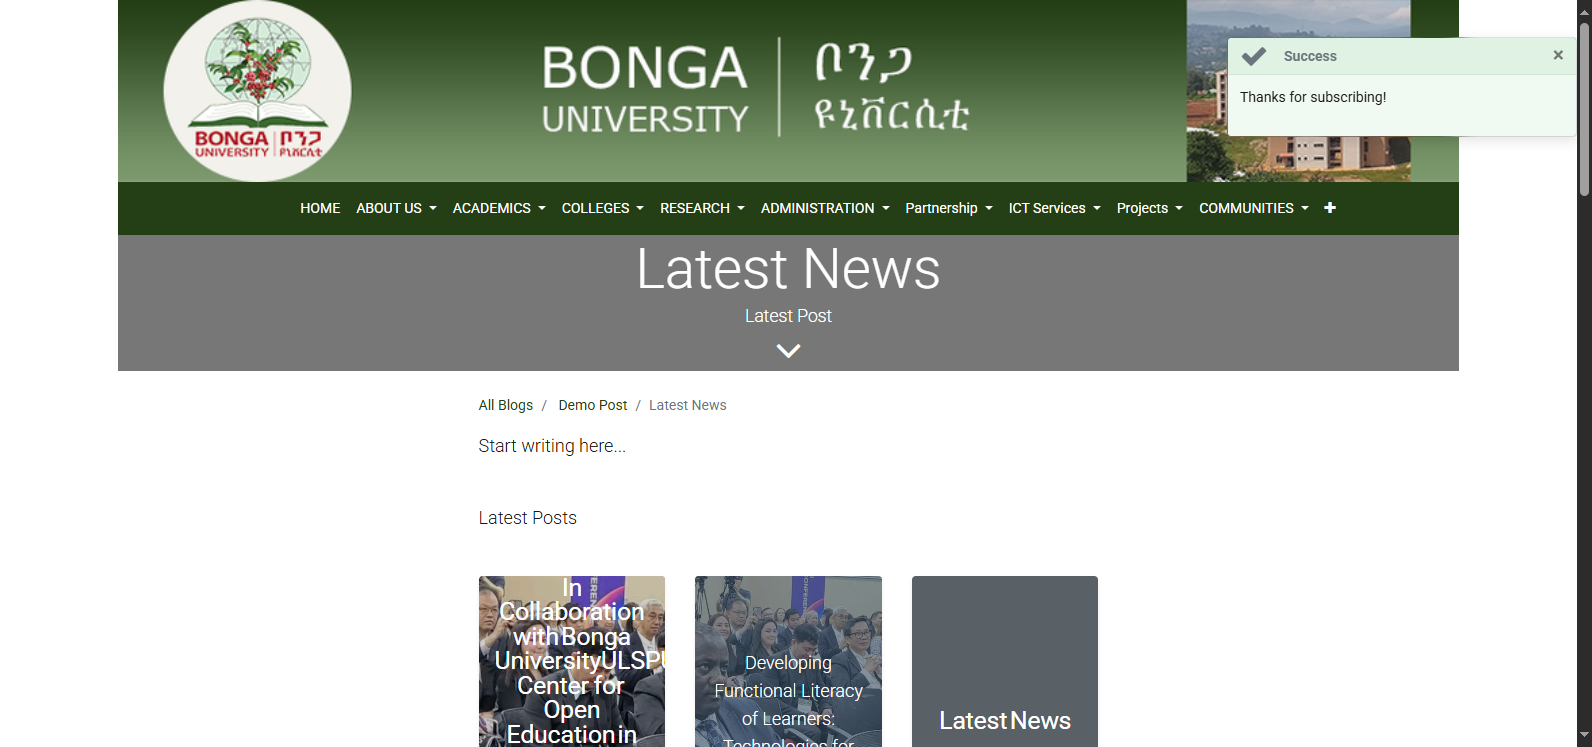 BONGA | ቦንጋ
UNIVERSITY | ዩኒቨርሲቲ
BONGA ቦንጋ
UNIVERSITY ዩኒቨርሲቲ
Success ×
Thanks for subscribing!
HOME ABOUT US ACADEMICS COLLEGES RESEARCH ADMINISTRATION Partnership ICT Services Projects COMMUNITIES +
Latest News
Latest Post
All Blogs / Demo Post / Latest News
Start writing here...
Latest Posts
In
Collaboration
with Bonga
UniversityULSPU
Center for
Open
Education in
Developing
Functional Literacy
of Learners:
Technologies for
Latest News